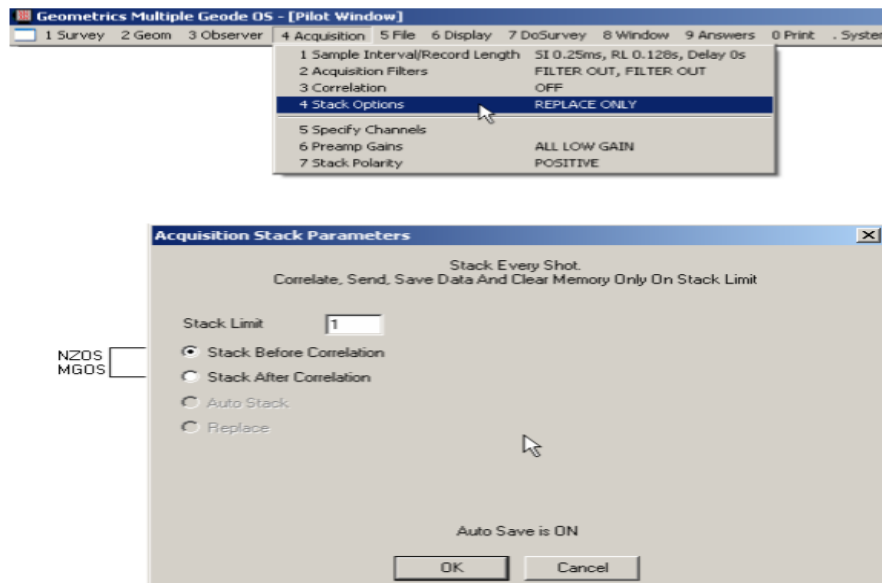 Geometrics Multiple Geode OS - [Pilot Window]
1 Survey 2 Geom 3 Observer 4 Acquisition 5 File 6 Display 7 DoSurvey 8 Window 9 Answers 0 Print . System
1 Sample Interval/Record Length SI 0.25ms, RL 0.128s, Delay 0s
2 Acquisition Filters FILTER OUT, FILTER OUT
3 Correlation OFF
4 Stack Options REPLACE ONLY
5 Specify Channels
6 Preamp Gains ALL LOW GAIN
7 Stack Polarity POSITIVE
Acquisition Stack Parameters
Stack Every Shot.
Correlate, Send, Save Data And Clear Memory Only On Stack Limit
Stack Limit 1
NZOS
MGOS
Stack Before Correlation
Stack After Correlation
Auto Stack
Replace
Auto Save is ON
OK Cancel